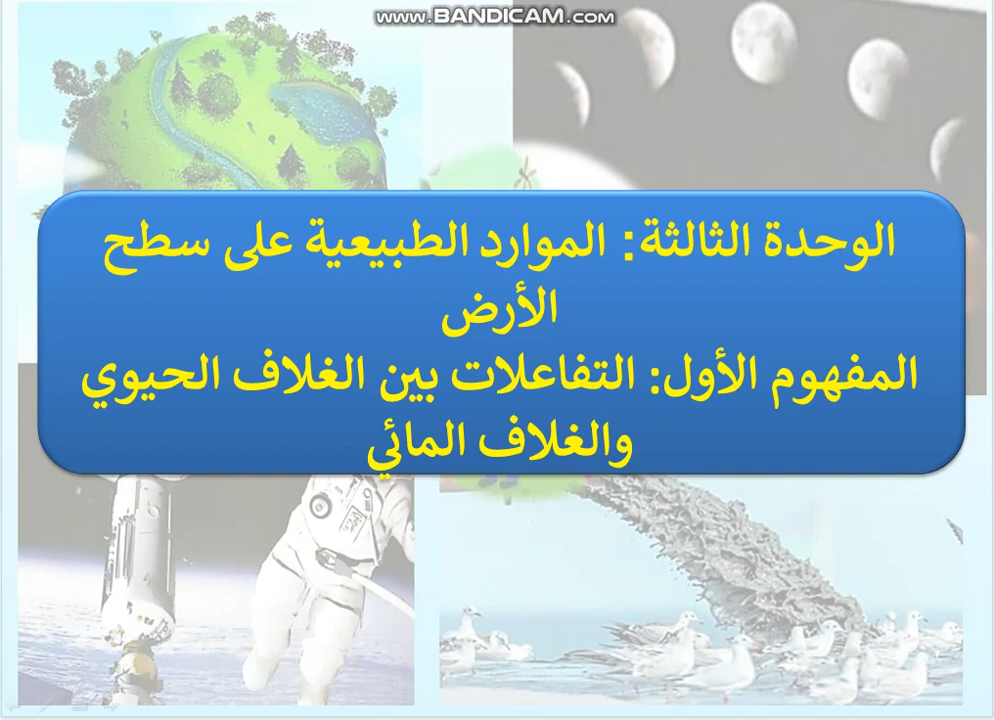 www.BANDICAM.com
الوحدة الثالثة: الموارد الطبيعية على سطح
الأرض
المفهوم الأول: التفاعلات بين الغلاف الحيوي
والغلاف المائي